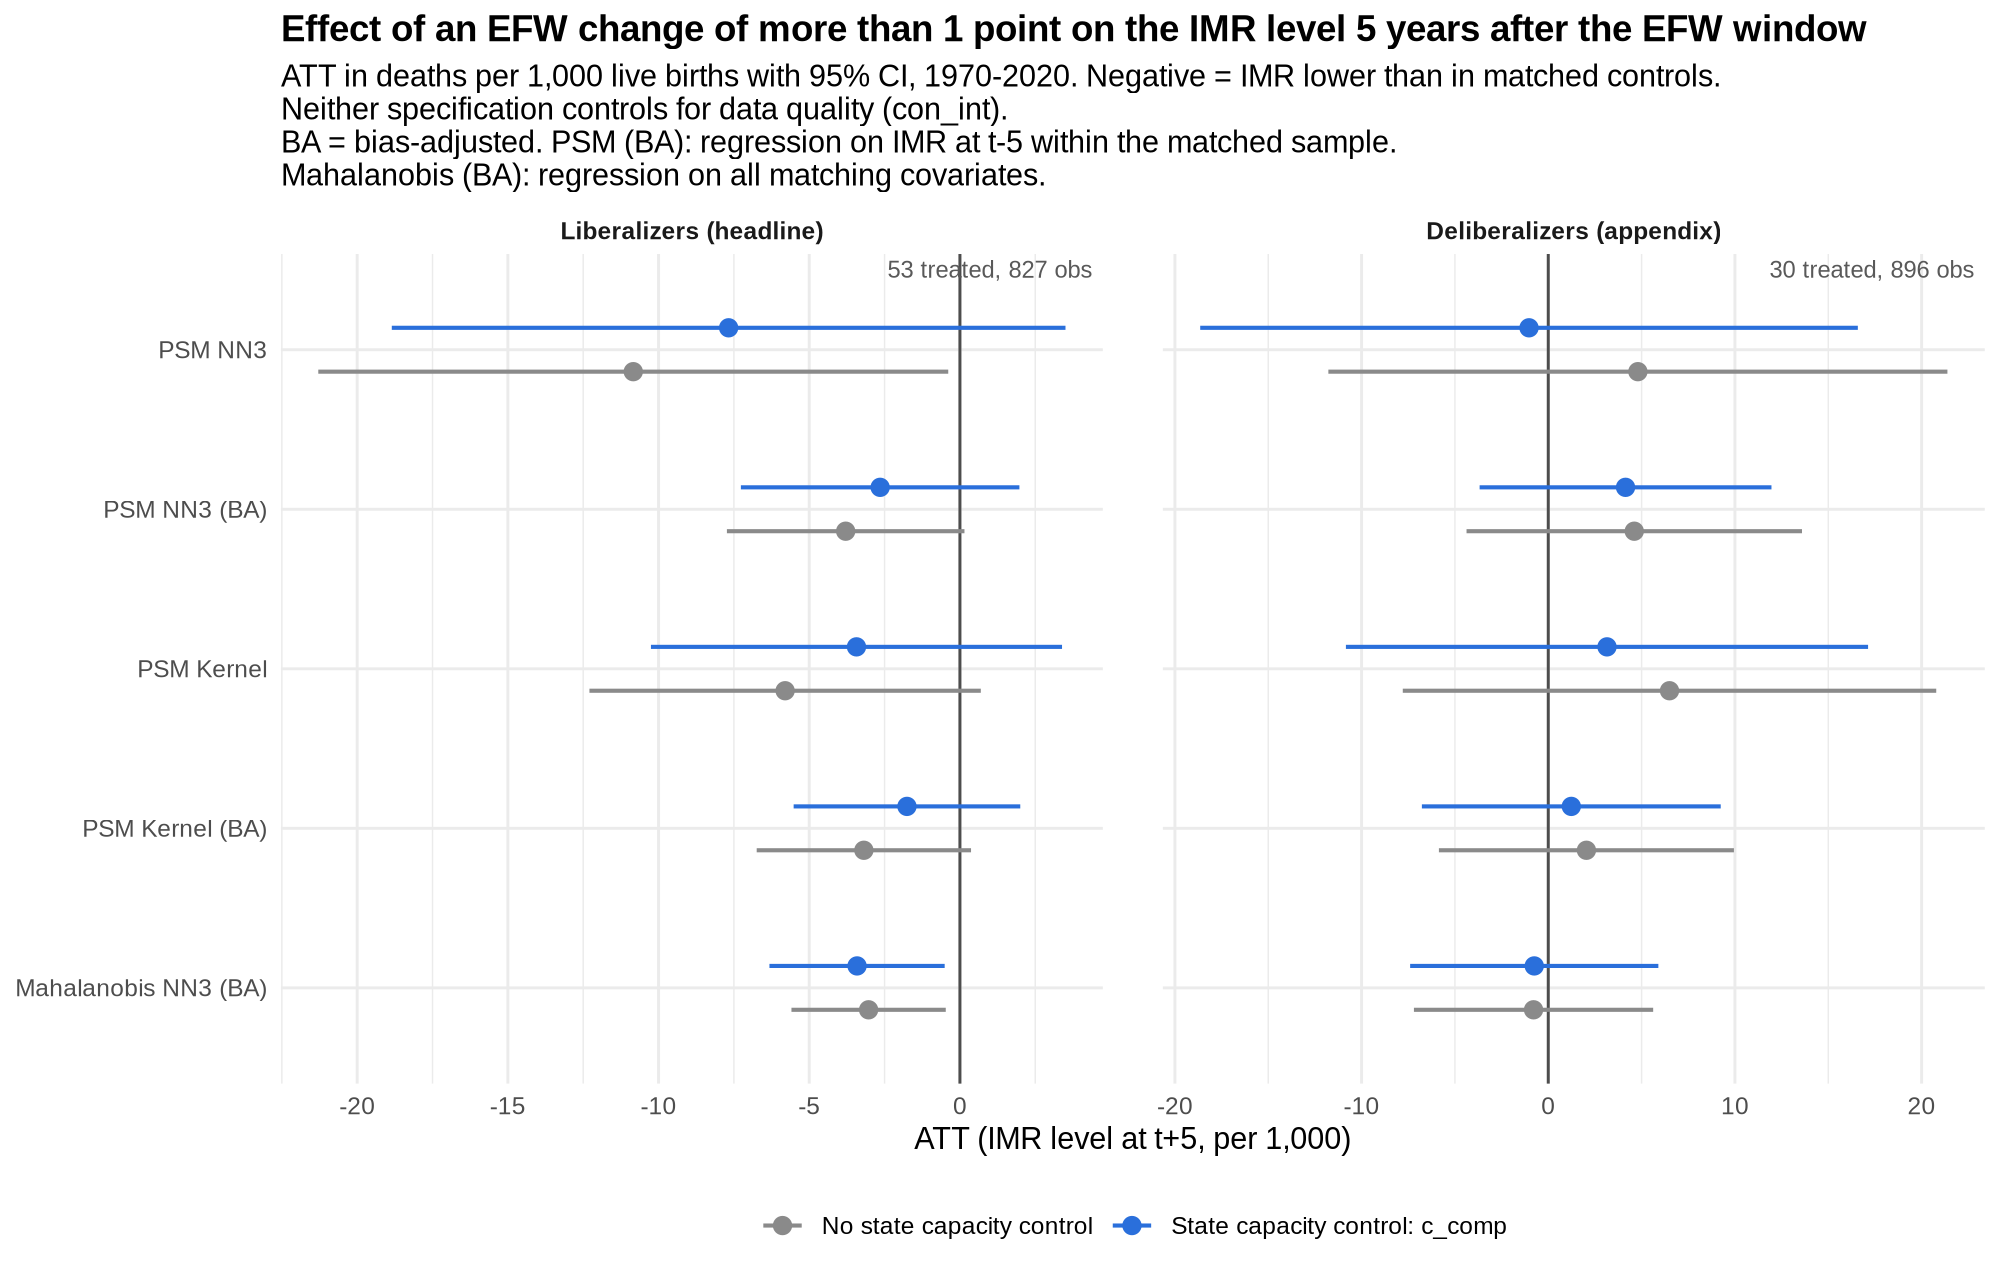 Effect of an EFW change of more than 1 point on the IMR level 5 years after the EFW window
ATT in deaths per 1,000 live births with 95% CI, 1970-2020. Negative = IMR lower than in matched controls.
Neither specification controls for data quality (con_int).
BA = bias-adjusted. PSM (BA): regression on IMR at t-5 within the matched sample.
Mahalanobis (BA): regression on all matching covariates.
Liberalizers (headline)
Deliberalizers (appendix)
53 treated, 827 obs
30 treated, 896 obs
PSM NN3
PSM NN3 (BA)
PSM Kernel
PSM Kernel (BA)
Mahalanobis NN3 (BA)
-20 -15 -10 -5 0
-20 -10 0 10 20
ATT (IMR level at t+5, per 1,000)
No state capacity control
State capacity control: c_comp